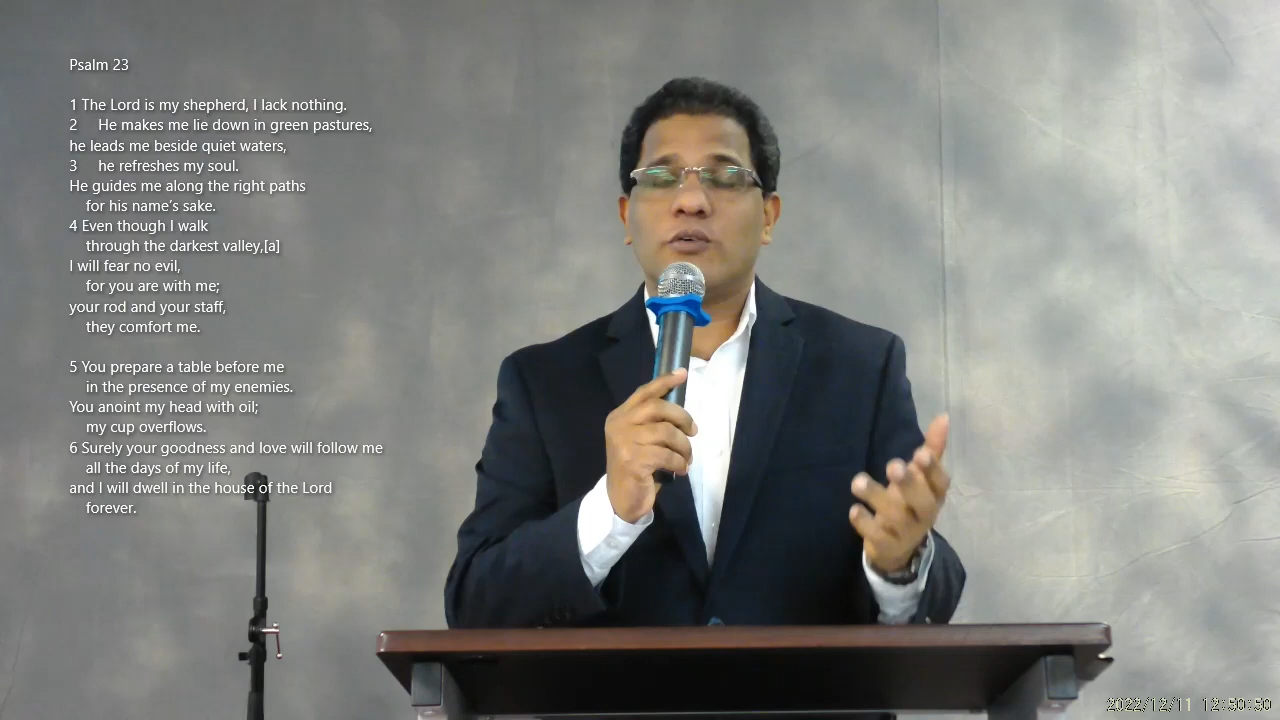 Psalm 23
1 The Lord is my shepherd, I lack nothing.
2 He makes me lie down in green pastures,
he leads me beside quiet waters,
3 he refreshes my soul.
He guides me along the right paths
for his name's sake.
4 Even though I walk
through the darkest valley,[a]
I will fear no evil,
for you are with me;
your rod and your staff,
they comfort me.
5 You prepare a table before me
in the presence of my enemies.
You anoint my head with oil;
my cup overflows.
6 Surely your goodness and love will follow me
all the days of my life,
and I will dwell in the house of the Lord
forever.
2022/12/11 12:50:50